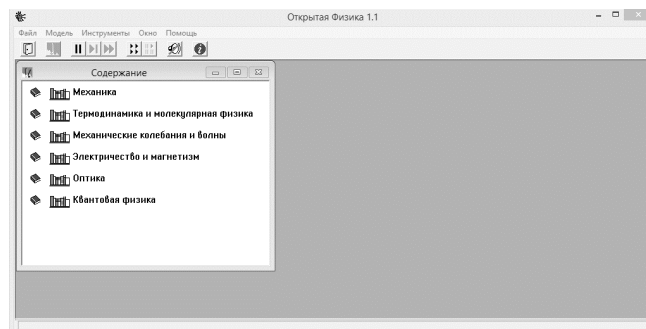 Открытая Физика 1.1
Файл Модель Инструменты Окно Помощь
Содержание
Механика
Термодинамика и молекулярная физика
Механические колебания и волны
Электричество и магнетизм
Оптика
Квантовая физика